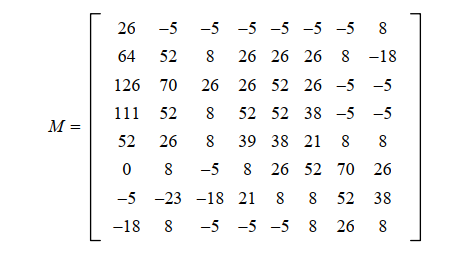 26 −5 −5 −5 −5 −5 −5 8
64 52 8 26 26 26 8 −18
126 70 26 26 52 26 −5 −5
111 52 8 52 52 38 −5 −5
M =
52 26 8 39 38 21 8 8
0 8 −5 8 26 52 70 26
−5 −23 −18 21 8 8 52 38
−18 8 −5 −5 −5 8 26 8